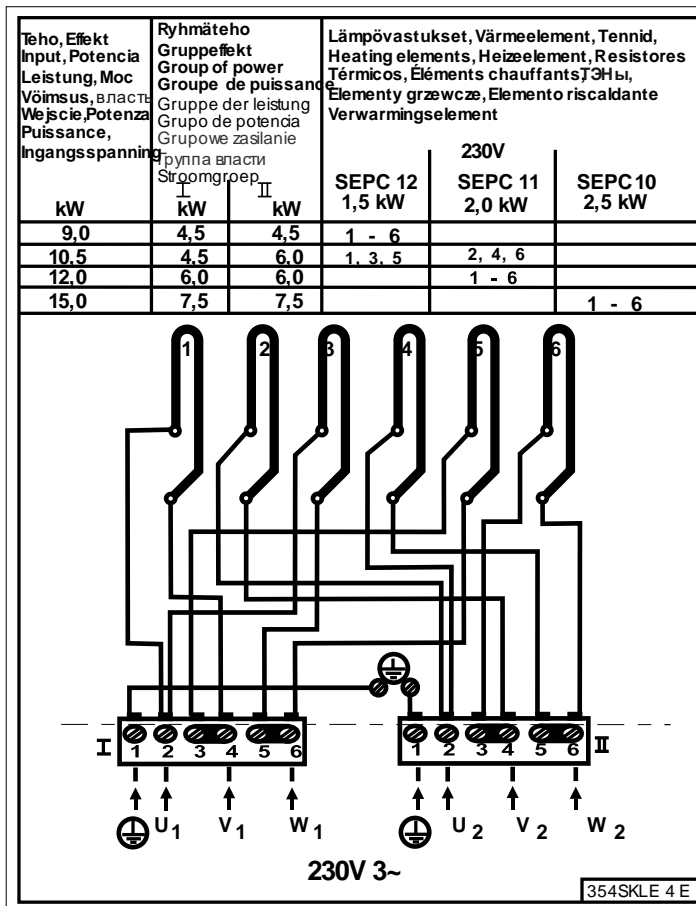 Teho, Effekt
Input, Potencia
Leistung, Moc
Vöimsus, власть
Wejscie, Potenza
Puissance,
Ingangsspanning
kW
Ryhmäteho
Gruppeffekt
Group of power
Groupe de puissance
Gruppe der leistung
Grupo de potencia
Grupowe zasilanie
Группа власти
Stroomgroep
I II
kW kW
Lämpövastukset, Värmeelement, Tennid,
Heating elements, Heizeelement, Resistores
Térmicos, Éléments chauffants, ТЭНы,
Elementy grzewcze, Elemento riscaldante
Verwarmingselement
230V
SEPC 12 SEPC 11 SEPC 10
1,5 kW 2,0 kW 2,5 kW
9,0 4,5 4,5 1 - 6
10,5 4,5 6,0 1, 3, 5 2, 4, 6
12,0 6,0 6,0 1 - 6
15,0 7,5 7,5 1 - 6
1 2 3 4 5 6
I 1 2 3 4 5 6 1 2 3 4 5 6 II
U1 V1 W1 U2 V2 W2
230V 3~
354SKLE 4 E